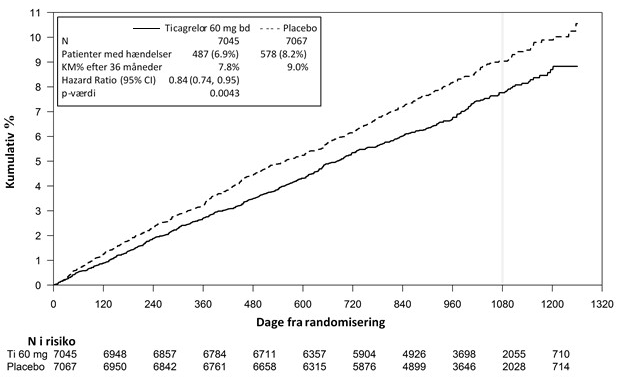 Ticagrelor 60 mg bd Placebo
N 7045 7067
Patienter med hændelser 487 (6.9%) 578 (8.2%)
KM% efter 36 måneder 7.8% 9.0%
Hazard Ratio (95% CI) 0.84 (0.74, 0.95)
p-værdi 0.0043
Kumulativ %
11
10
9
8
7
6
5
4
3
2
1
0
0 120 240 360 480 600 720 840 960 1080 1200 1320
Dage fra randomisering
N i risiko
Ti 60 mg 7045 6948 6857 6784 6711 6357 5904 4926 3698 2055 710
Placebo 7067 6950 6842 6761 6658 6315 5876 4899 3646 2028 714